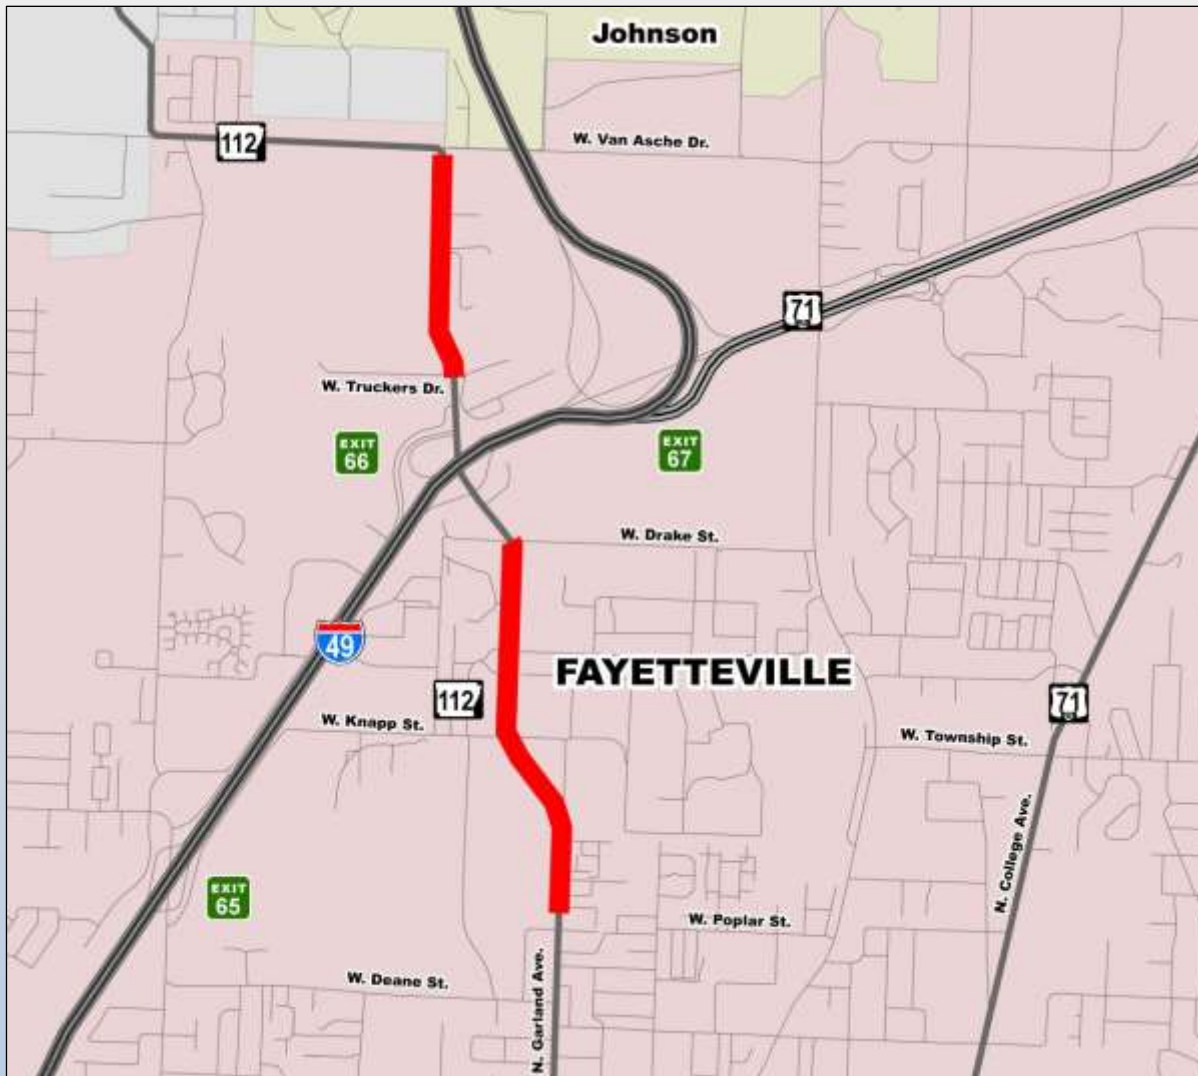 Johnson
112
W. Van Asche Dr.
71
W. Truckers Dr.
EXIT
66
EXIT
67
W. Drake St.
49
FAYETTEVILLE
112
71
W. Knapp St.
W. Township St.
N. College Ave.
EXIT
65
W. Poplar St.
W. Deane St.
N. Garland Ave.